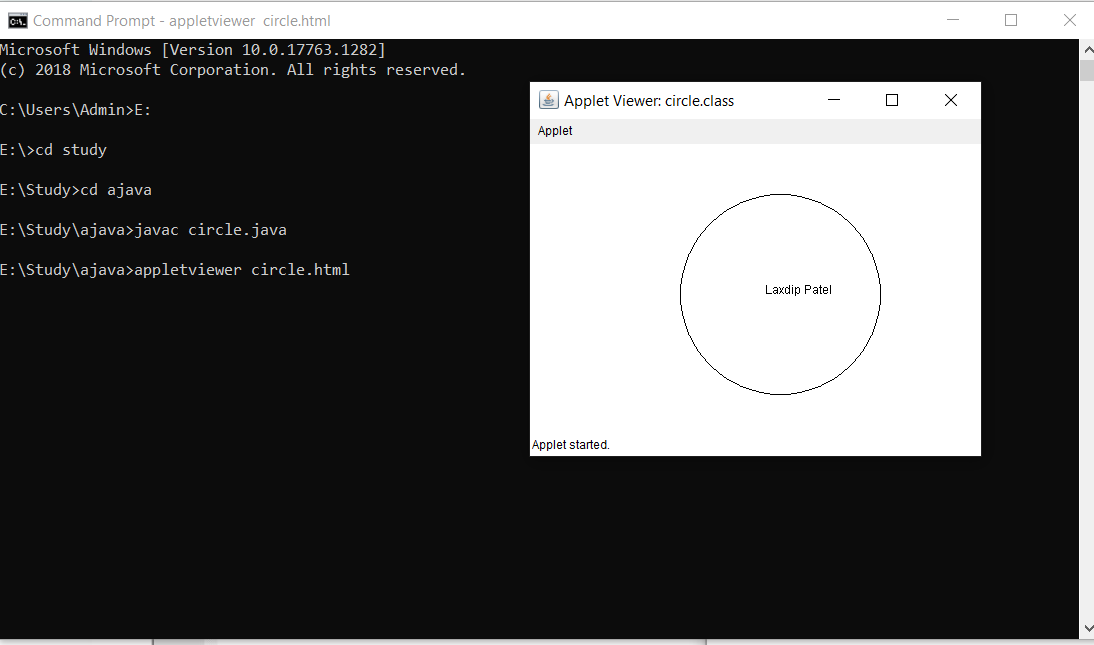 Command Prompt - appletviewer  circle.html
Microsoft Windows [Version 10.0.17763.1282]
(c) 2018 Microsoft Corporation. All rights reserved.
C:\Users\Admin>E:
E:\>cd study
E:\Study>cd ajava
E:\Study\ajava>javac circle.java
E:\Study\ajava>appletviewer circle.html
Applet Viewer: circle.class
Applet
Laxdip Patel
Applet started.